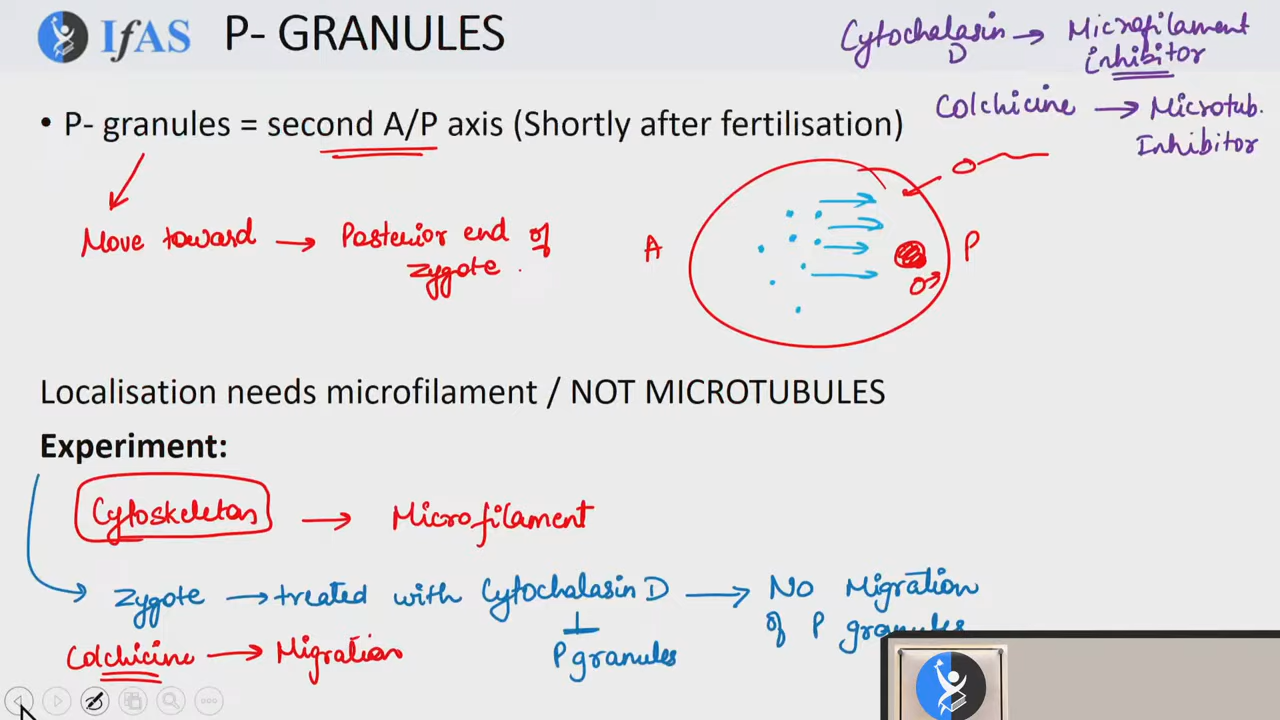 IfAS P- GRANULES
Cytochalasin D → Microfilament Inhibitor
Colchicine → Microtub. Inhibitor
• P- granules = second A/P axis (Shortly after fertilisation)
Move toward → Posterior end of zygote
A
P
Localisation needs microfilament / NOT MICROTUBULES
Experiment:
Cytoskeleton → Microfilament
Zygote → treated with Cytochalasin D → No Migration
of P granules
P granules
Colchicine → Migration